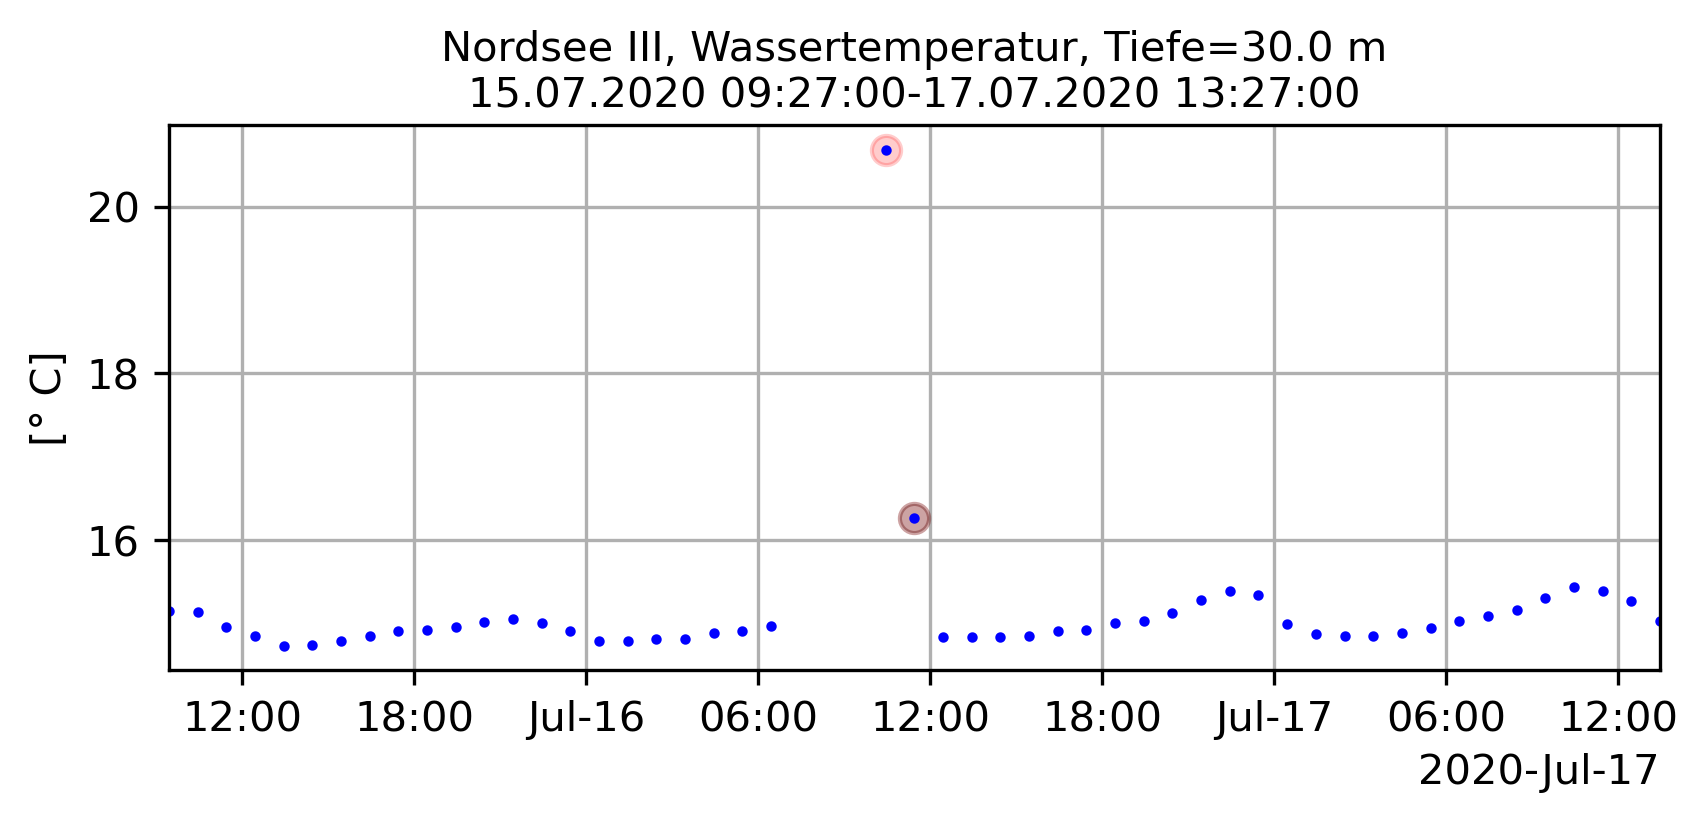 Nordsee III, Wassertemperatur, Tiefe=30.0 m
15.07.2020 09:27:00-17.07.2020 13:27:00
[° C]
20
18
16
12:00 18:00 Jul-16 06:00 12:00 18:00 Jul-17 06:00 12:00
2020-Jul-17